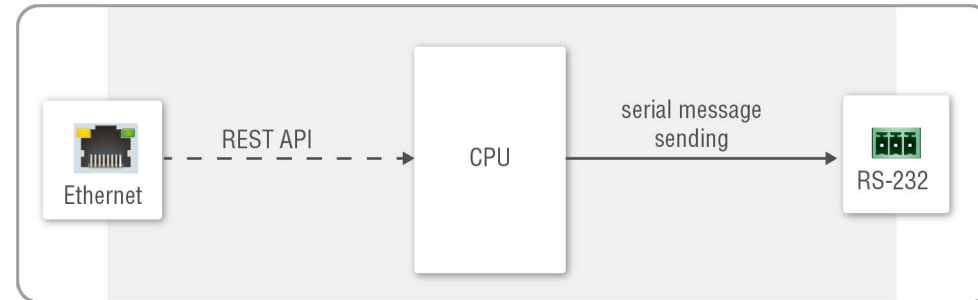 Ethernet
REST API
CPU
serial message
sending
RS-232